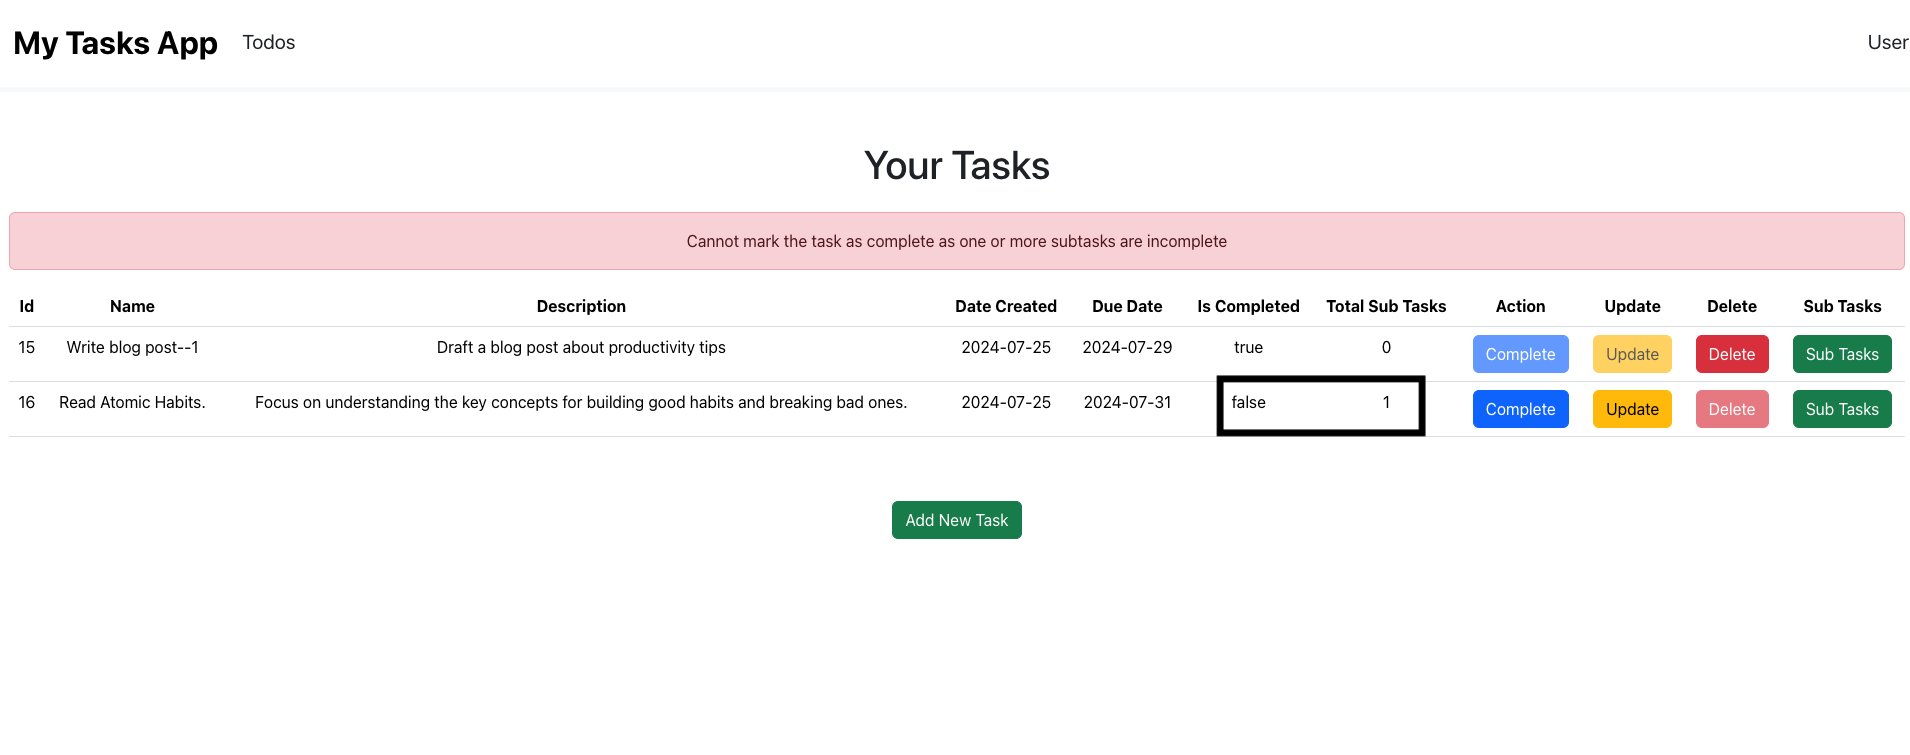 My Tasks App Todos User
Your Tasks
Cannot mark the task as complete as one or more subtasks are incomplete
Id Name Description Date Created Due Date Is Completed Total Sub Tasks Action Update Delete Sub Tasks
15 Write blog post--1 Draft a blog post about productivity tips 2024-07-25 2024-07-29 true 0 Complete Update Delete Sub Tasks
16 Read Atomic Habits. Focus on understanding the key concepts for building good habits and breaking bad ones. 2024-07-25 2024-07-31 false 1 Complete Update Delete Sub Tasks
Add New Task